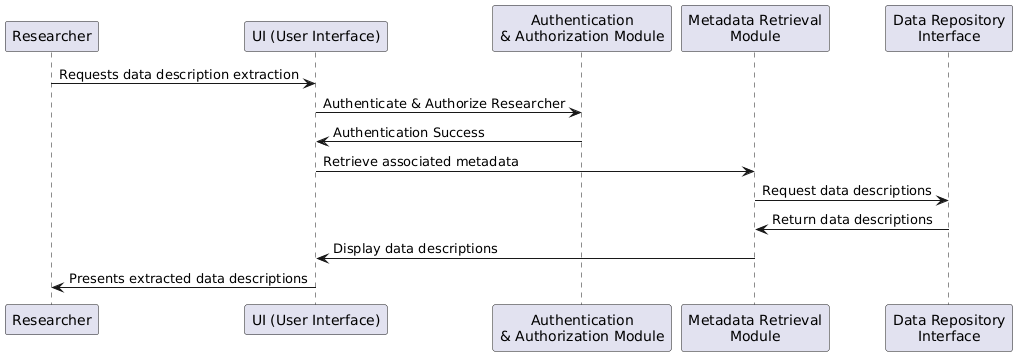 Researcher
UI (User Interface)
Authentication
& Authorization Module
Metadata Retrieval
Module
Data Repository
Interface
Requests data description extraction
Authenticate & Authorize Researcher
Authentication Success
Retrieve associated metadata
Request data descriptions
Return data descriptions
Display data descriptions
Presents extracted data descriptions
Researcher
UI (User Interface)
Authentication
& Authorization Module
Metadata Retrieval
Module
Data Repository
Interface